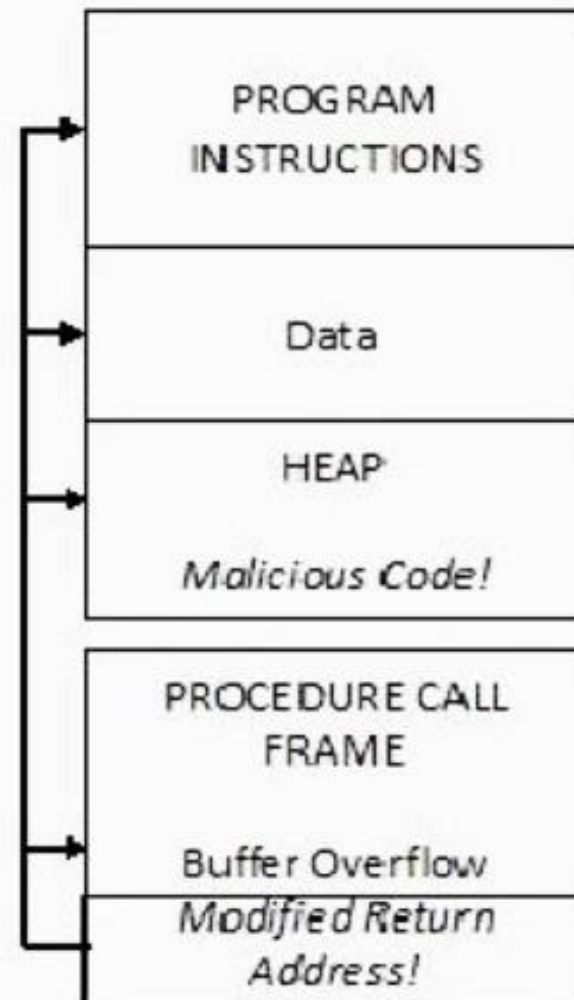 PROGRAM
INSTRUCTIONS
Data
HEAP
Malicious Code!
PROCEDURE CALL
FRAME
Buffer Overflow
Modified Return
Address!